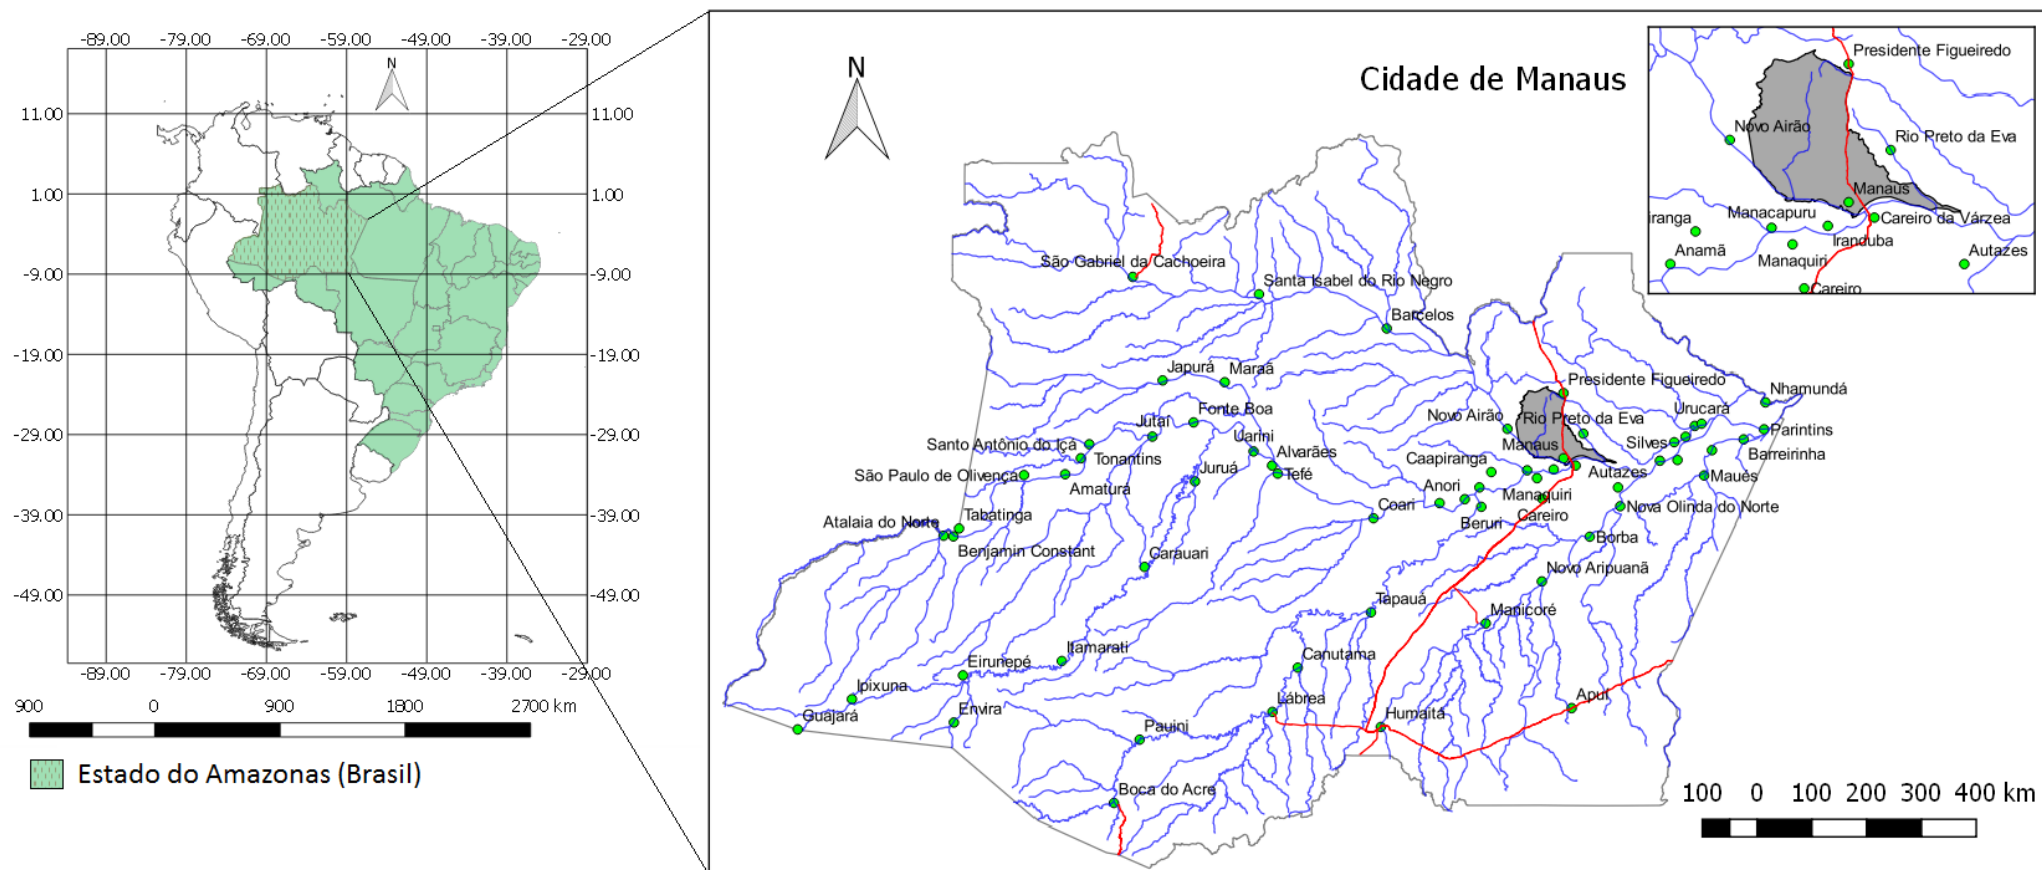 -89.00 -79.00 -69.00 -59.00 -49.00 -39.00 -29.00
N
11.00 11.00
1.00 1.00
-9.00 -9.00
-19.00 -19.00
-29.00 -29.00
-39.00 -39.00
-49.00 -49.00
-89.00 -79.00 -69.00 -59.00 -49.00 -39.00 -29.00
900 0 900 1800 2700 km
Estado do Amazonas (Brasil)
N
Cidade de Manaus
Presidente Figueiredo
Novo Airão
Rio Preto da Eva
Manaus
iranga
Manacapuru
Careiro da Várzea
Iranduba
Anamã
Manaquiri
Autazes
Careiro
São Gabriel da Cachoeira
Santa Isabel do Rio Negro
Barcelos
Japurá
Maraã
Presidente Figueiredo
Nhamundá
Fonte Boa
Novo Airão
Rio Preto da Eva
Urucará
Jutaí
Parintins
Santo Antônio do Içá
Uarini
Manaus
Silves
Tonantins
Alvarães
Barreirinha
São Paulo de Olivença
Juruá
Tefé
Caapiranga
Autazes
Maués
Amaturá
Anori
Manaquiri
Coari
Nova Olinda do Norte
Atalaia do Norte
Tabatinga
Beruri
Careiro
Benjamin Constant
Borba
Carauari
Novo Aripuanã
Tapauá
Manicoré
Itamarati
Canutama
Eirunepé
Ipixuna
Lábrea
Apuí
Guajará
Envira
Humaitá
Pauini
Boca do Acre
100 0 100 200 300 400 km